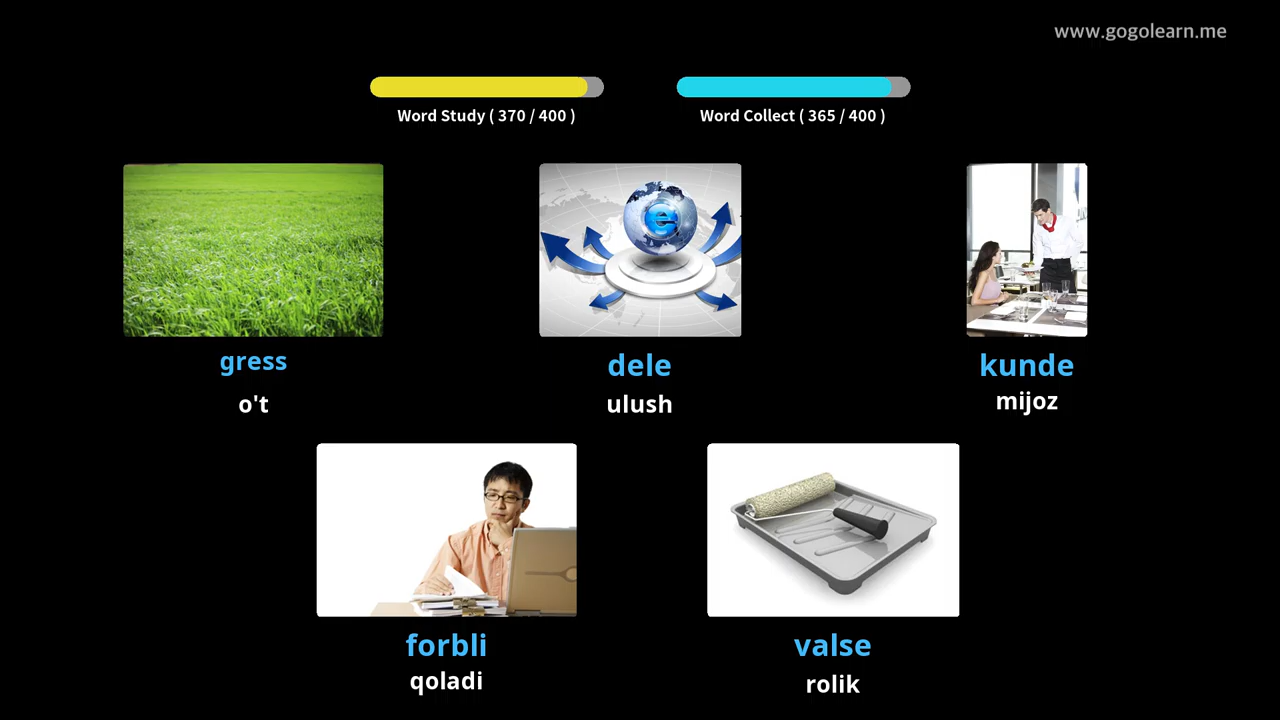 www.gogolearn.me
Word Study ( 370 / 400 )
Word Collect ( 365 / 400 )
e
gress
dele
kunde
o't
ulush
mijoz
forbli
valse
qoladi
rolik